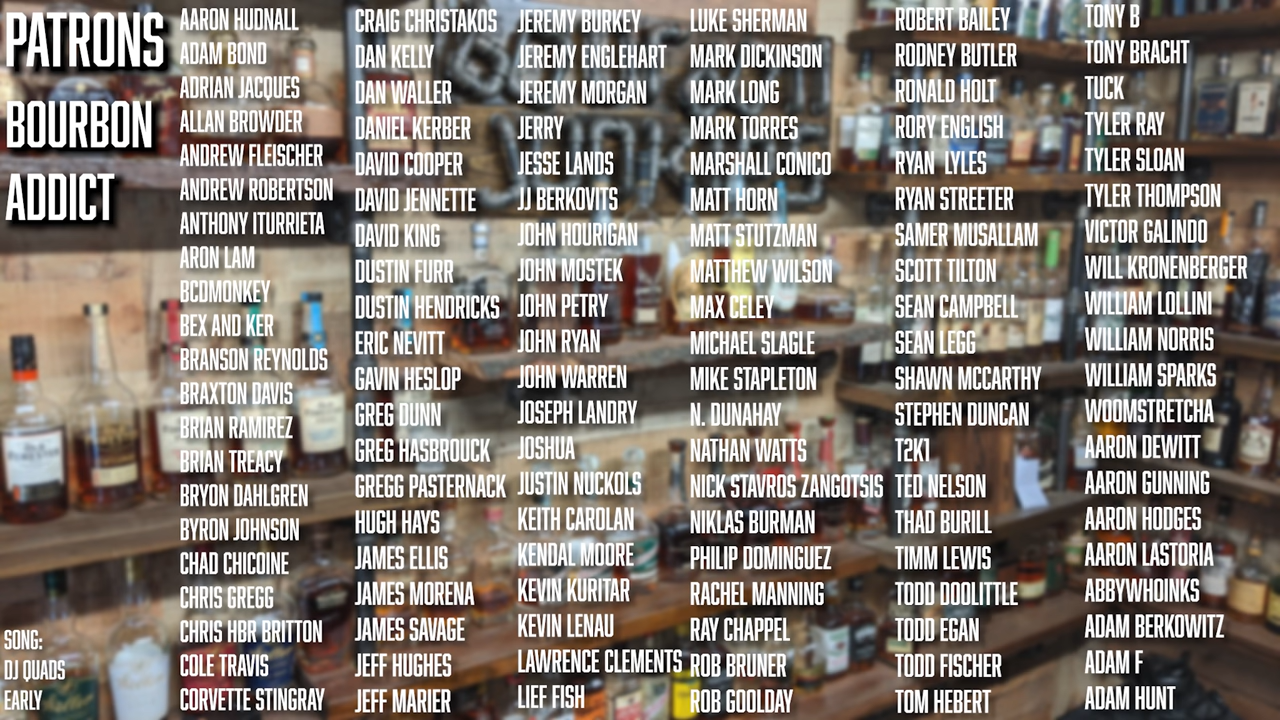 PATRONS
BOURBON
ADDICT
SONG:
DJ QUADS
EARLY
AARON HUDNALL
ADAM BOND
ADRIAN JACQUES
ALLAN BROWDER
ANDREW FLEISCHER
ANDREW ROBERTSON
ANTHONY ITURRIETA
ARON LAM
BCDMONKEY
BEX AND KER
BRANSON REYNOLDS
BRAXTON DAVIS
BRIAN RAMIREZ
BRIAN TREACY
BRYON DAHLGREN
BYRON JOHNSON
CHAD CHICOINE
CHRIS GREGG
CHRIS HBR BRITTON
COLE TRAVIS
CORVETTE STINGRAY
CRAIG CHRISTAKOS
DAN KELLY
DAN WALLER
DANIEL KERBER
DAVID COOPER
DAVID JENNETTE
DAVID KING
DUSTIN FURR
DUSTIN HENDRICKS
ERIC NEVITT
GAVIN HESLOP
GREG DUNN
GREG HASBROUCK
GREGG PASTERNACK
HUGH HAYS
JAMES ELLIS
JAMES MORENA
JAMES SAVAGE
JEFF HUGHES
JEFF MARIER
JEREMY BURKEY
JEREMY ENGLEHART
JEREMY MORGAN
JERRY
JESSE LANDS
JJ BERKOVITS
JOHN HOURIGAN
JOHN MOSTEK
JOHN PETRY
JOHN RYAN
JOHN WARREN
JOSEPH LANDRY
JOSHUA
JUSTIN NUCKOLS
KEITH CAROLAN
KENDAL MOORE
KEVIN KURITAR
KEVIN LENAU
LAWRENCE CLEMENTS
LIEF FISH
LUKE SHERMAN
MARK DICKINSON
MARK LONG
MARK TORRES
MARSHALL CONICO
MATT HORN
MATT STUTZMAN
MATTHEW WILSON
MAX CELEY
MICHAEL SLAGLE
MIKE STAPLETON
N. DUNAHAY
NATHAN WATTS
NICK STAVROS ZANGOTSIS
NIKLAS BURMAN
PHILIP DOMINGUEZ
RACHEL MANNING
RAY CHAPPEL
ROB BRUNER
ROB GOOLDAY
ROBERT BAILEY
RODNEY BUTLER
RONALD HOLT
RORY ENGLISH
RYAN LYLES
RYAN STREETER
SAMER MUSALLAM
SCOTT TILTON
SEAN CAMPBELL
SEAN LEGG
SHAWN MCCARTHY
STEPHEN DUNCAN
T2K1
TED NELSON
THAD BURILL
TIMM LEWIS
TODD DOOLITTLE
TODD EGAN
TODD FISCHER
TOM HEBERT
TONY B
TONY BRACHT
TUCK
TYLER RAY
TYLER SLOAN
TYLER THOMPSON
VICTOR GALINDO
WILL KRONENBERGER
WILLIAM LOLLINI
WILLIAM NORRIS
WILLIAM SPARKS
WOOMSTRETCHA
AARON DEWITT
AARON GUNNING
AARON HODGES
AARON LASTORIA
ABBYWHOINKS
ADAM BERKOWITZ
ADAM F
ADAM HUNT